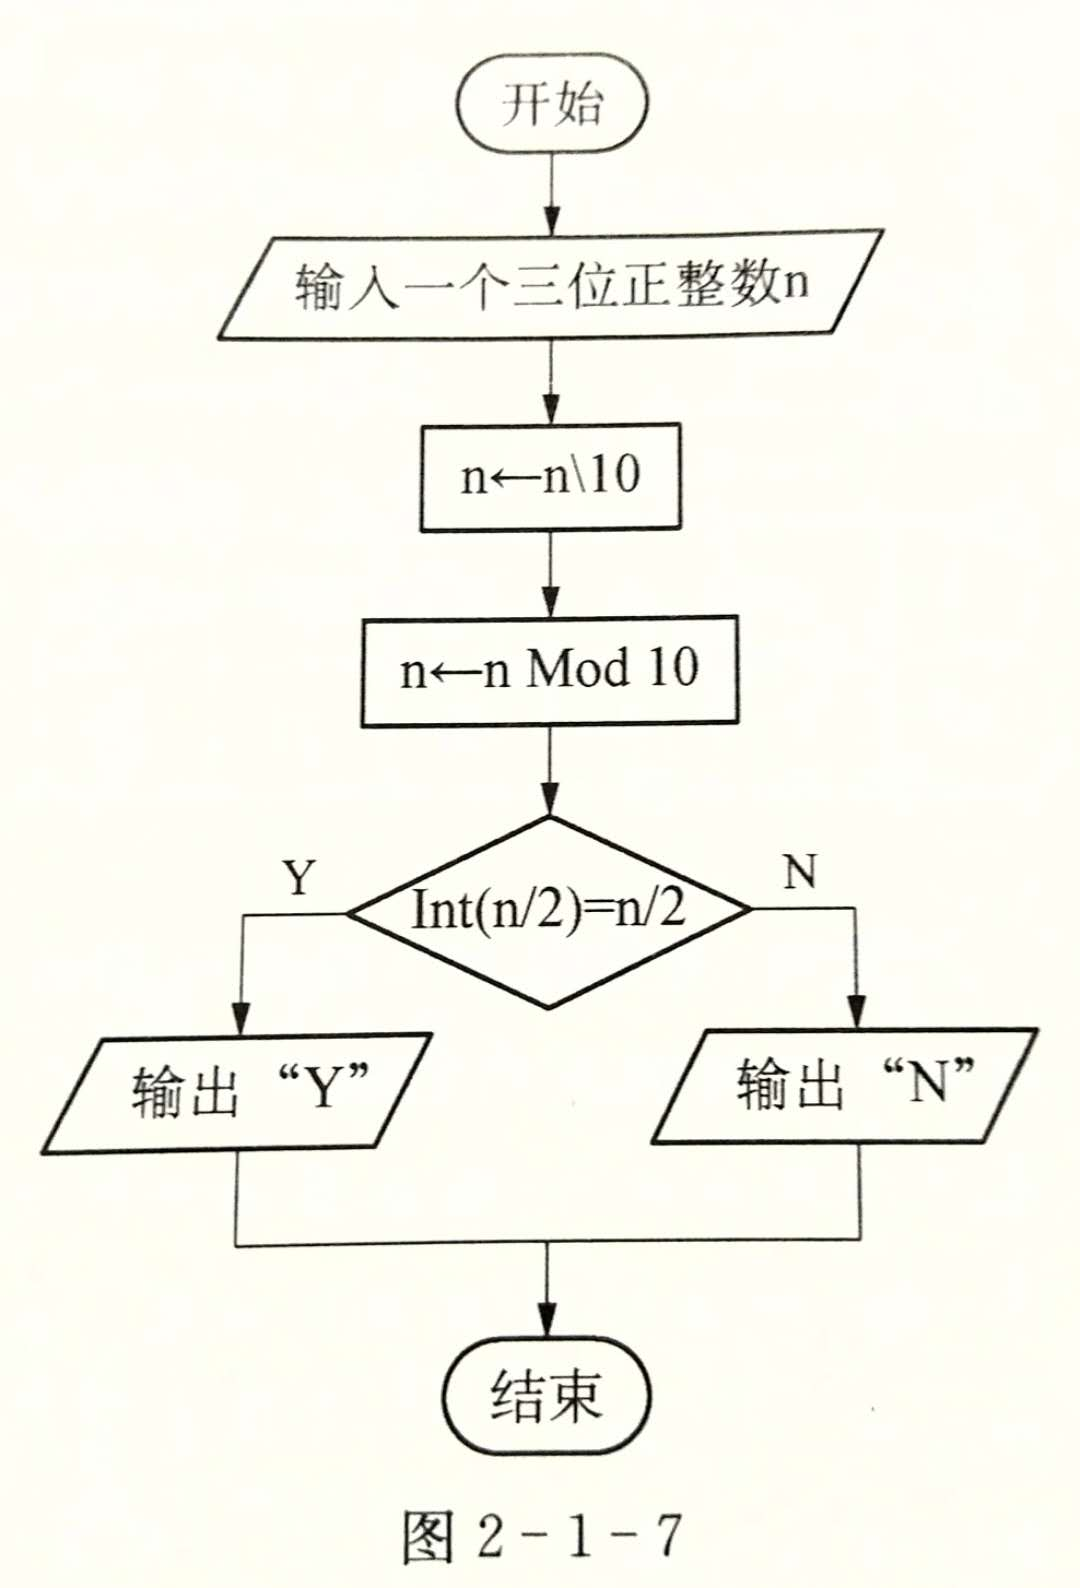 开始
输入一个三位正整数n
n←n\10
n←n Mod 10
Y
Int(n/2)=n/2
N
输出 “Y”
输出 “N”
结束
图 2-1-7